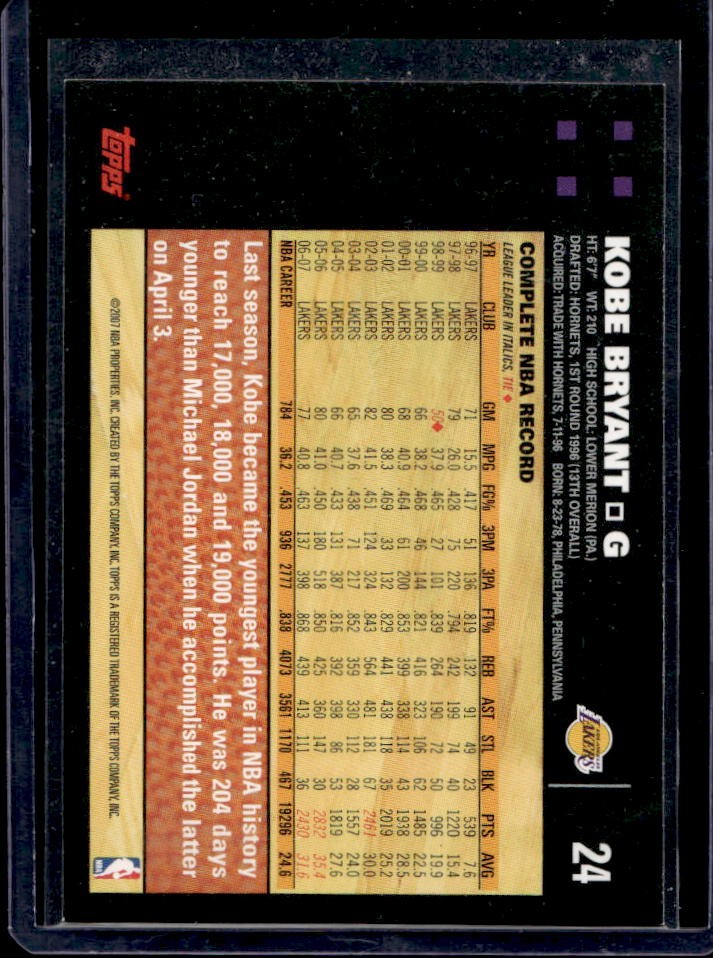 KOBE BRYANT □ G
24
HT: 6'7" WT: 210 HIGH SCHOOL: LOWER MERION (PA.)
DRAFTED: HORNETS, 1ST ROUND 1996 (13TH OVERALL)
ACQUIRED: TRADE WITH HORNETS, 7-11-96 BORN: 8-23-78, PHILADELPHIA, PENNSYLVANIA
LOS ANGELES
LAKERS
COMPLETE NBA RECORD
LEAGUE LEADER IN ITALICS, TIE ♦
YR CLUB GM MPG FG% 3PM 3PA FT% REB AST STL BLK PTS AVG
96-97 LAKERS 71 15.5 .417 51 136 .819 132 91 49 23 539 7.6
97-98 LAKERS 79 26.0 .428 75 220 .794 242 199 74 40 1220 15.4
98-99 LAKERS 50♦ 37.9 .465 27 101 .839 264 190 72 50 996 19.9
99-00 LAKERS 66 38.2 .468 46 144 .821 416 323 106 62 1485 22.5
00-01 LAKERS 68 40.9 .464 61 200 .853 399 338 114 43 1938 28.5
01-02 LAKERS 80 38.3 .469 33 132 .829 441 438 118 35 2019 25.2
02-03 LAKERS 82 41.5 .451 124 324 .843 564 481 181 67 2461 30.0
03-04 LAKERS 65 37.6 .438 71 217 .852 359 330 112 28 1557 24.0
04-05 LAKERS 66 40.7 .433 131 387 .816 392 398 86 53 1819 27.6
05-06 LAKERS 80 41.0 .450 180 518 .850 425 360 147 30 2832 35.4
06-07 LAKERS 77 40.8 .463 137 398 .868 439 413 111 36 2430 31.6
NBA CAREER 784 36.2 .453 936 2777 .838 4073 3561 1170 467 19296 24.6
Last season, Kobe became the youngest player in NBA history
to reach 17,000, 18,000 and 19,000 points. He was 204 days
younger than Michael Jordan when he accomplished the latter
on April 3.
topps®
©2007 NBA PROPERTIES, INC. CREATED BY THE TOPPS COMPANY, INC. TOPPS IS A REGISTERED TRADEMARK OF THE TOPPS COMPANY, INC.
NBA